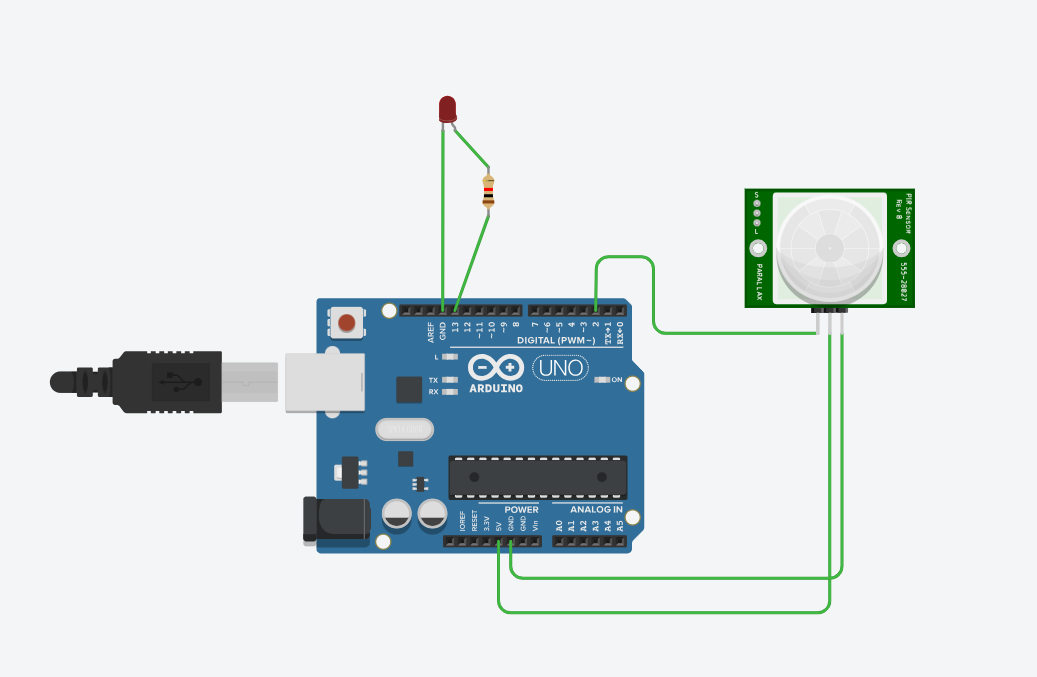 S
L
PIR Sensor
Rev B
PARALLAX
555-28027
AREF
GND
13
12
~11
~10
~9
8
7
~6
~5
4
~3
2
TX→1
RX←0
DIGITAL (PWM~)
L
TX
RX
ARDUINO
UNO
ON
POWER
ANALOG IN
IOREF
RESET
3.3V
5V
GND
GND
Vin
A0
A1
A2
A3
A4
A5